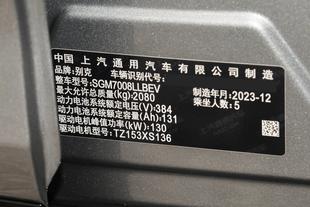 中国 上汽通用汽车有限公司制造
品牌:别克 车辆识别代号:
整车型号:SGM7008LLBEV
最大允许总质量(kg):2080 制造年月:2023-12
动力电池系统额定电压(V):384 乘坐人数:5
动力电池系统额定容量(Ah):131
驱动电机峰值功率(kW):130
驱动电机型号:TZ153XS136